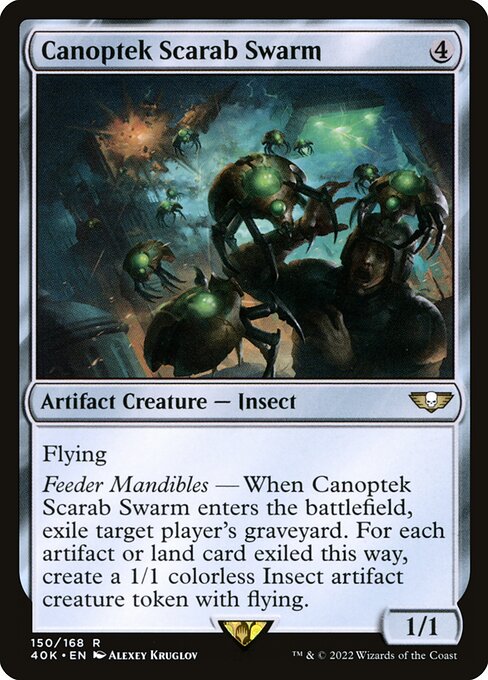 Canoptek Scarab Swarm 4
Artifact Creature — Insect
Flying
Feeder Mandibles — When Canoptek
Scarab Swarm enters the battlefield,
exile target player's graveyard. For each
artifact or land card exiled this way,
create a 1/1 colorless Insect artifact
creature token with flying.
1/1
150/168 R
40K • EN Alexey Kruglov
™ & © 2022 Wizards of the Coast